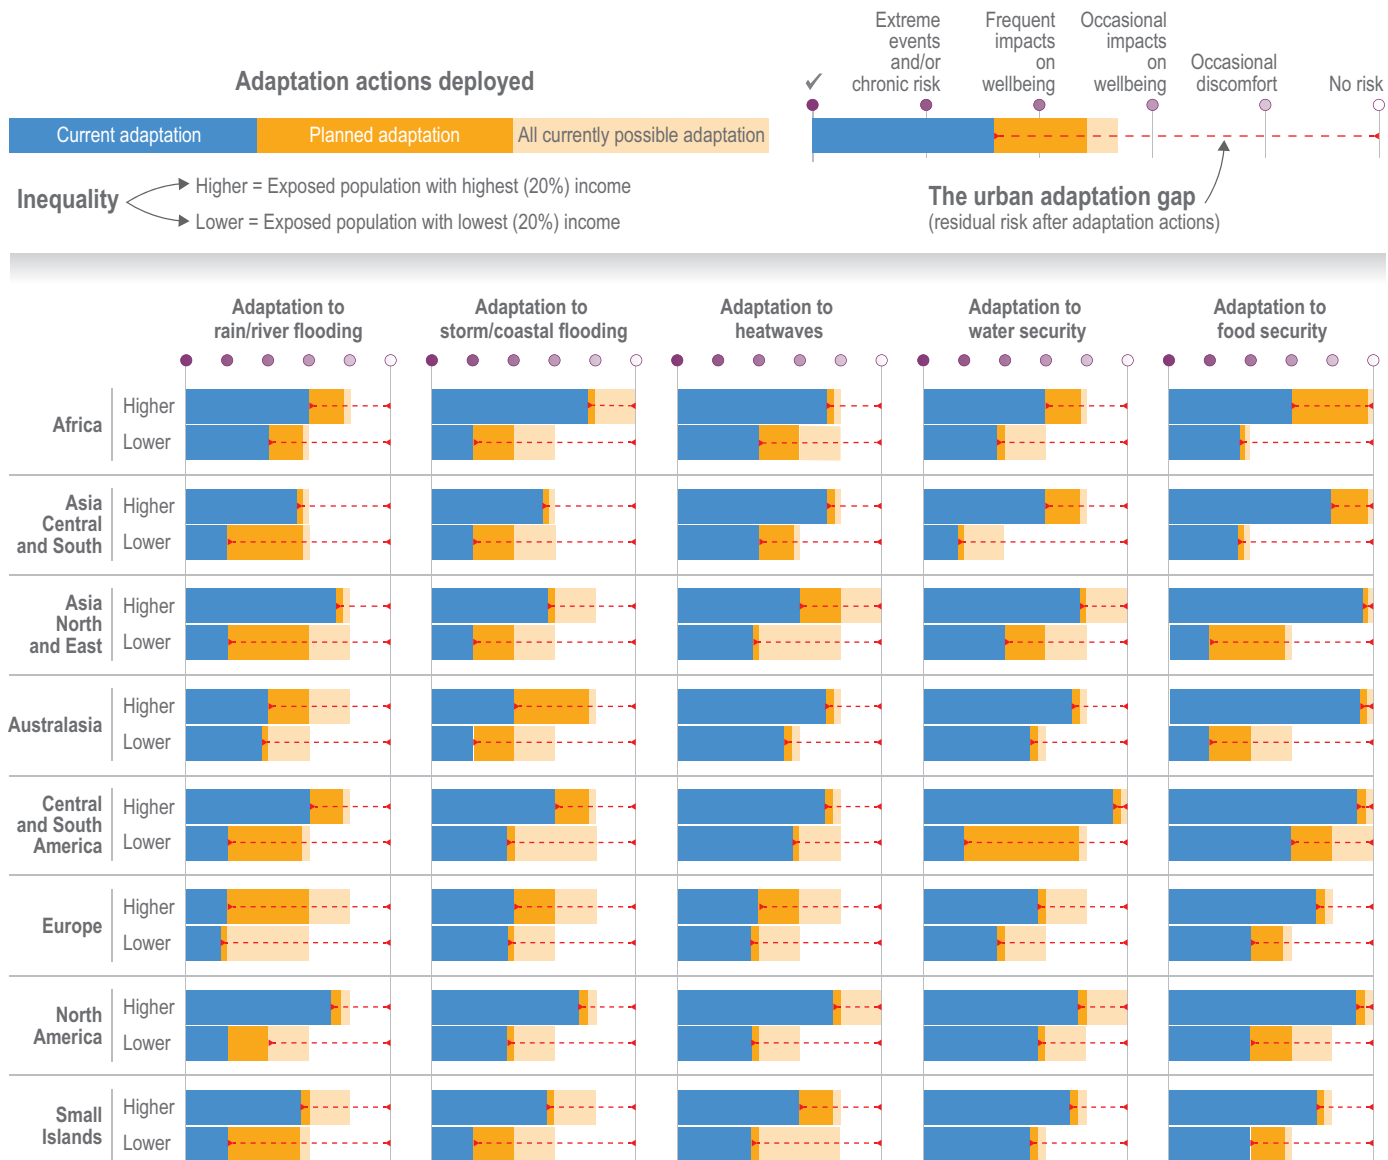 Extreme
events
and/or
chronic risk
Frequent
impacts
on
wellbeing
Occasional
impacts
on
wellbeing
Occasional
discomfort
No risk
✓
Adaptation actions deployed
Current adaptation
Planned adaptation
All currently possible adaptation
Inequality
Higher = Exposed population with highest (20%) income
Lower = Exposed population with lowest (20%) income
The urban adaptation gap
(residual risk after adaptation actions)
Adaptation to
rain/river flooding
Adaptation to
storm/coastal flooding
Adaptation to
heatwaves
Adaptation to
water security
Adaptation to
food security
Africa
Higher
Lower
Asia
Central
and South
Higher
Lower
Asia
North
and East
Higher
Lower
Australasia
Higher
Lower
Central
and South
America
Higher
Lower
Europe
Higher
Lower
North
America
Higher
Lower
Small
Islands
Higher
Lower